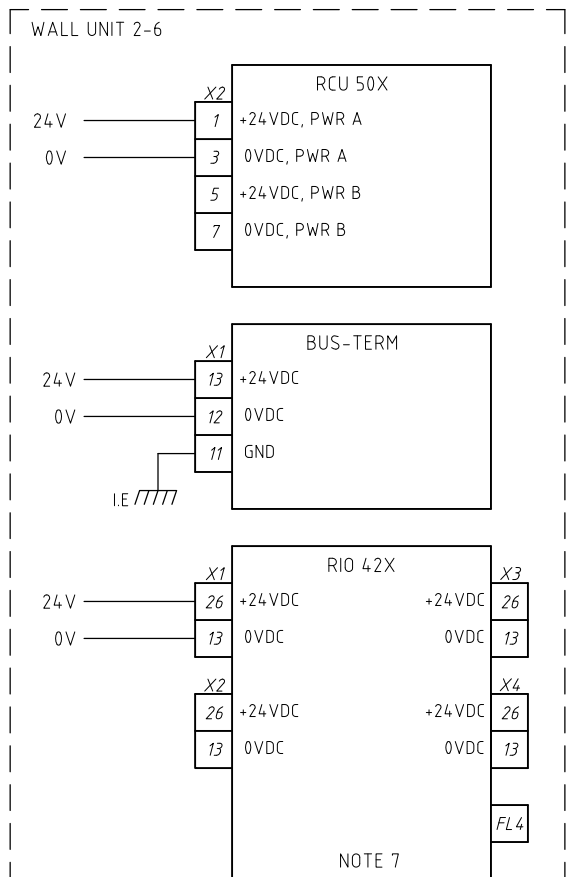 WALL UNIT 2-6
RCU 50X
X2
24V 1 +24VDC, PWR A
0V 3 0VDC, PWR A
5 +24VDC, PWR B
7 0VDC, PWR B
BUS-TERM
X1
24V 13 +24VDC
0V 12 0VDC
11 GND
I.E
RIO 42X
X1 X3
24V 26 +24VDC +24VDC 26
0V 13 0VDC 0VDC 13
X2 X4
26 +24VDC +24VDC 26
13 0VDC 0VDC 13
FL4
NOTE 7